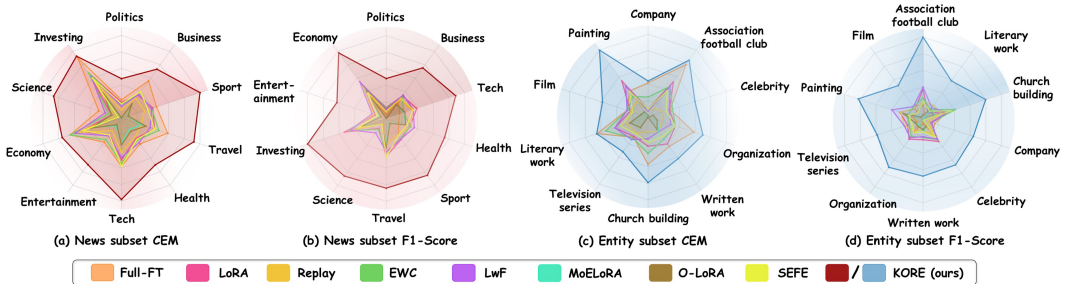 Politics
Business
Sport
Travel
Health
Tech
Entertainment
Economy
Science
Investing
(a) News subset CEM
Politics
Business
Tech
Health
Sport
Travel
Science
Investing
Entert-
ainment
Economy
(b) News subset F1-Score
Company
Association
football club
Celebrity
Organization
Written
work
Church building
Television
series
Literary
work
Film
Painting
(c) Entity subset CEM
Association
football club
Literary
work
Church
building
Company
Celebrity
Written work
Organization
Television
series
Painting
Film
(d) Entity subset F1-Score
Full-FT LoRA Replay EWC LwF MoELoRA O-LoRA SEFE / KORE (ours)